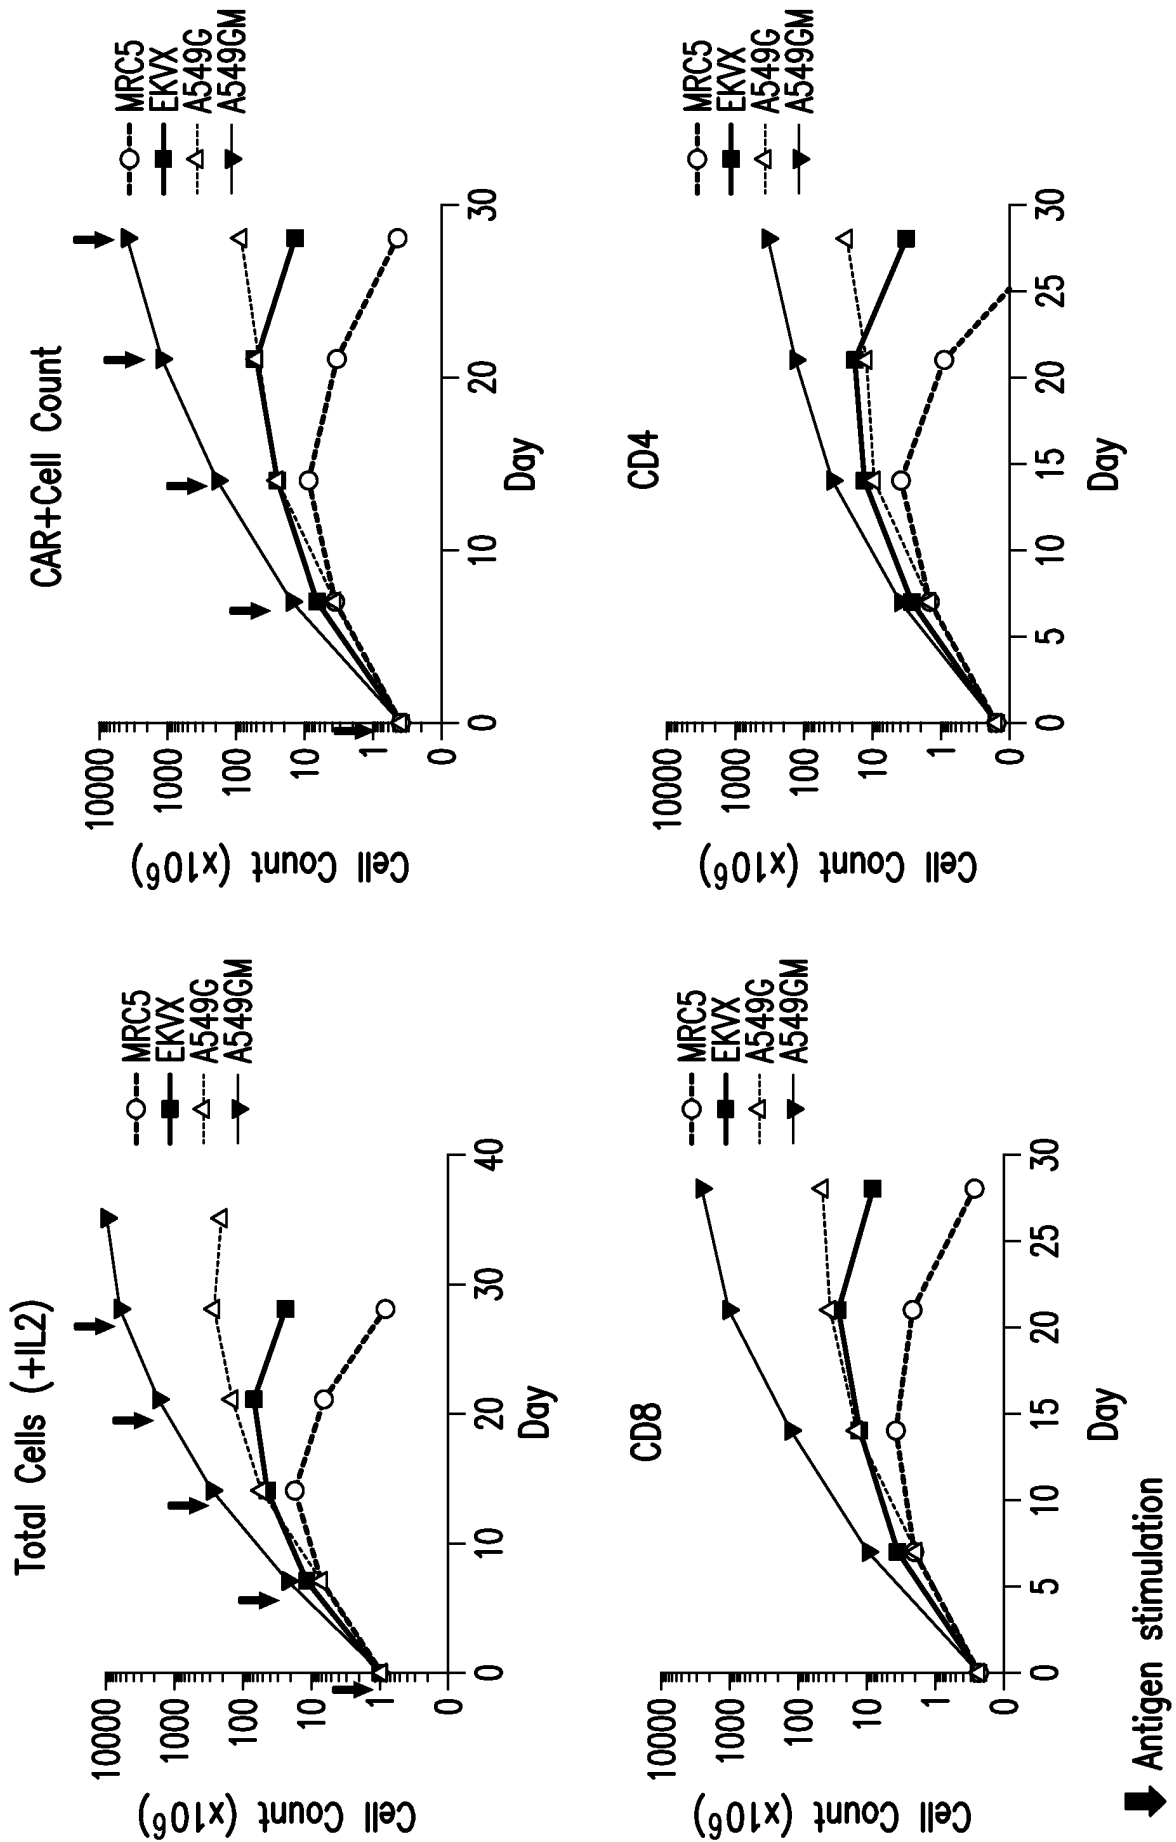 Total Cells (+IL2)
10000
1000
100
10
1
0
Cell Count (x10⁶)
0 10 20 30 40
Day
MRC5
EKVX
A549G
A549GM
CAR+Cell Count
10000
1000
100
10
1
0
Cell Count (x10⁶)
0 10 20 30
Day
MRC5
EKVX
A549G
A549GM
CD8
10000
1000
100
10
1
0
Cell Count (x10⁶)
0 5 10 15 20 25 30
Day
MRC5
EKVX
A549G
A549GM
CD4
10000
1000
100
10
1
0
Cell Count (x10⁶)
0 5 10 15 20 25 30
Day
MRC5
EKVX
A549G
A549GM
Antigen stimulation